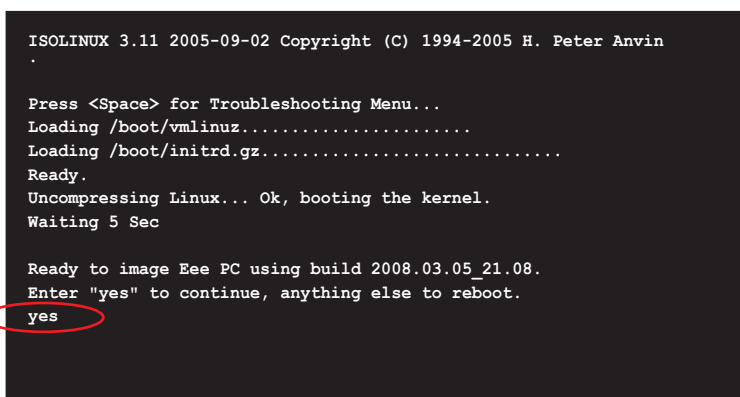 ISOLINUX 3.11 2005-09-02 Copyright (C) 1994-2005 H. Peter Anvin
.
Press <Space> for Troubleshooting Menu...
Loading /boot/vmlinuz.......................
Loading /boot/initrd.gz..............................
Ready.
Uncompressing Linux... Ok, booting the kernel.
Waiting 5 Sec
Ready to image Eee PC using build 2008.03.05_21.08.
Enter "yes" to continue, anything else to reboot.
yes